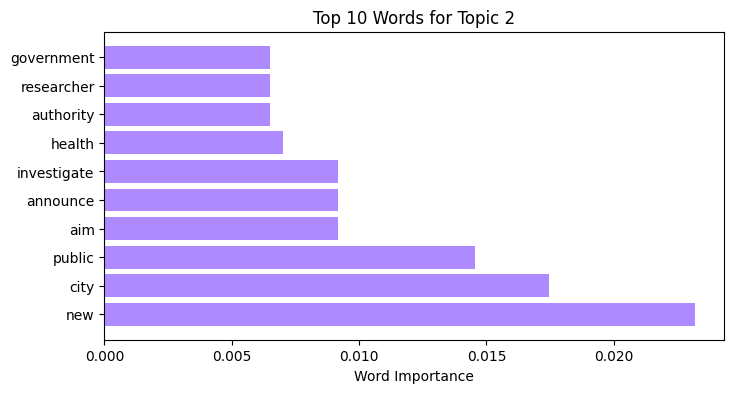 Top 10 Words for Topic 2
government
researcher
authority
health
investigate
announce
aim
public
city
new
0.000 0.005 0.010 0.015 0.020
Word Importance